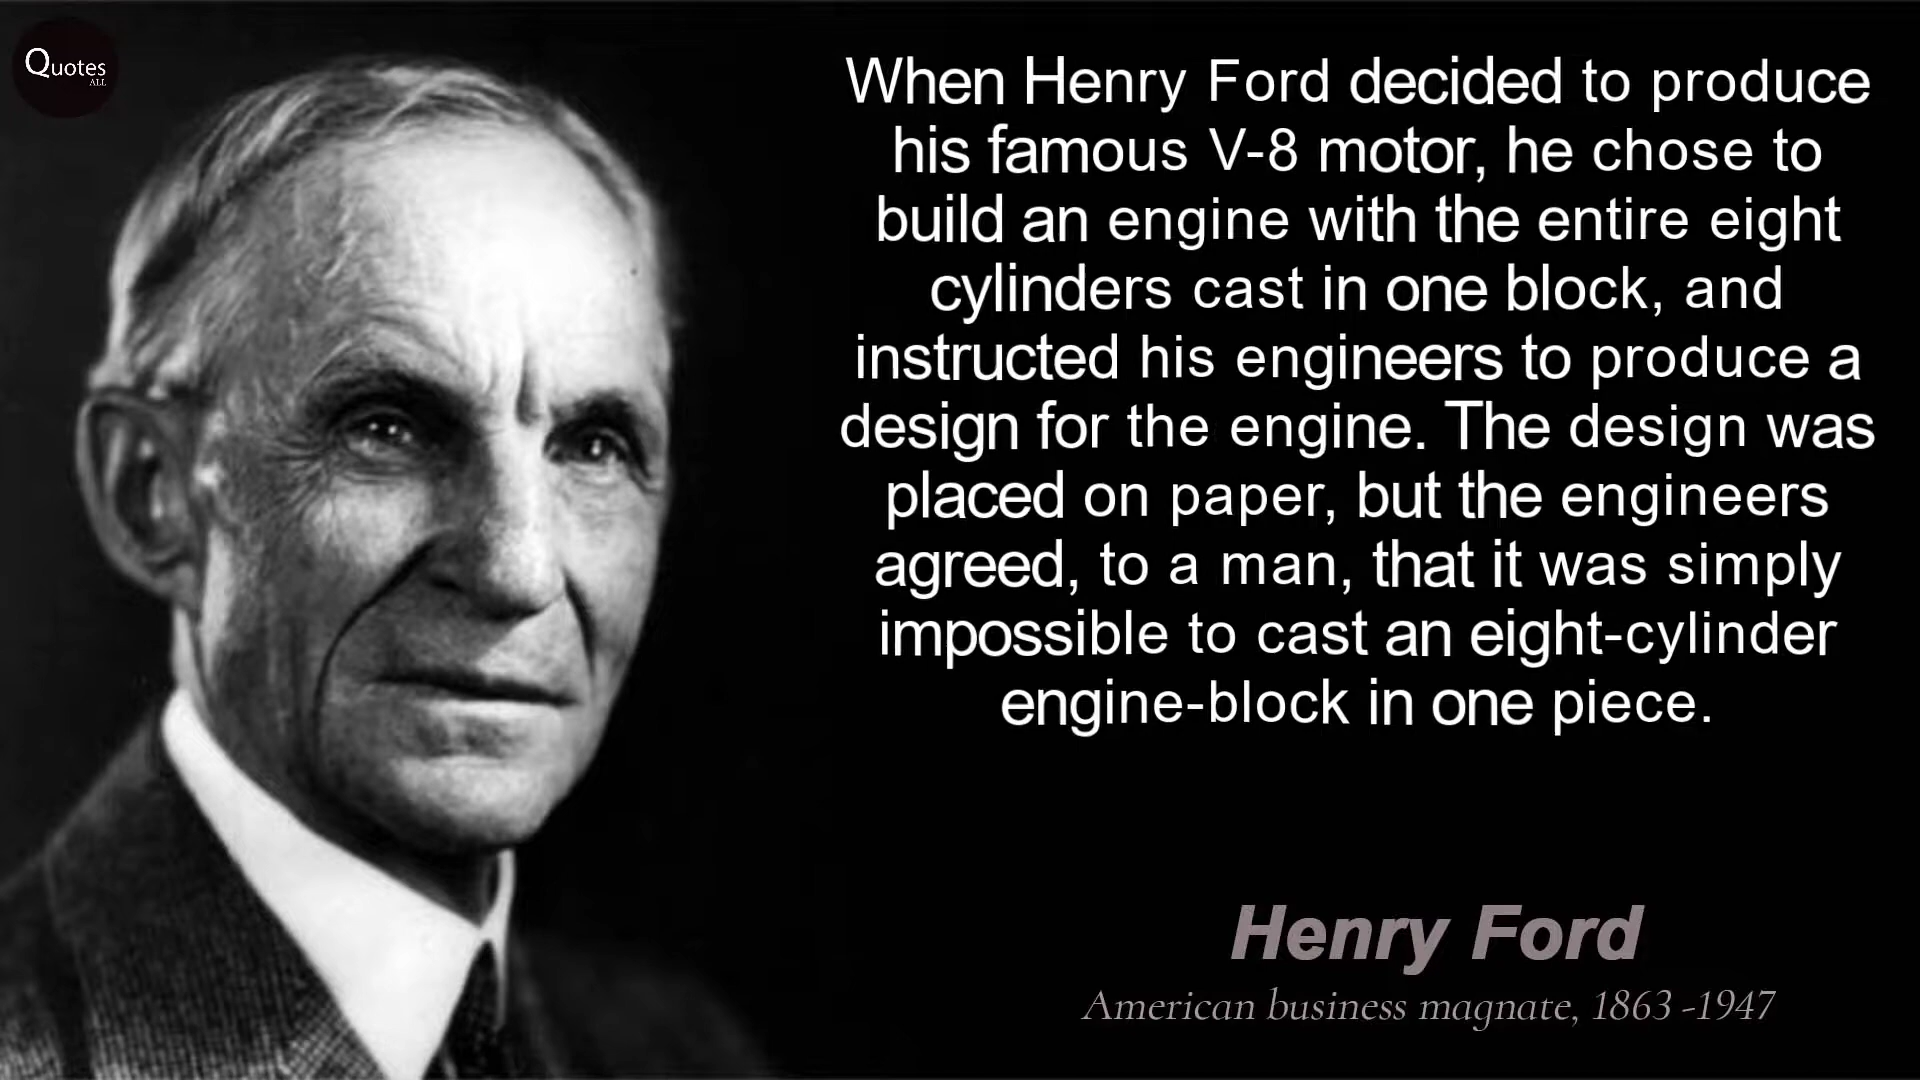 Quotes
ALL
When Henry Ford decided to produce
his famous V-8 motor, he chose to
build an engine with the entire eight
cylinders cast in one block, and
instructed his engineers to produce a
design for the engine. The design was
placed on paper, but the engineers
agreed, to a man, that it was simply
impossible to cast an eight-cylinder
engine-block in one piece.
Henry Ford
American business magnate, 1863 -1947